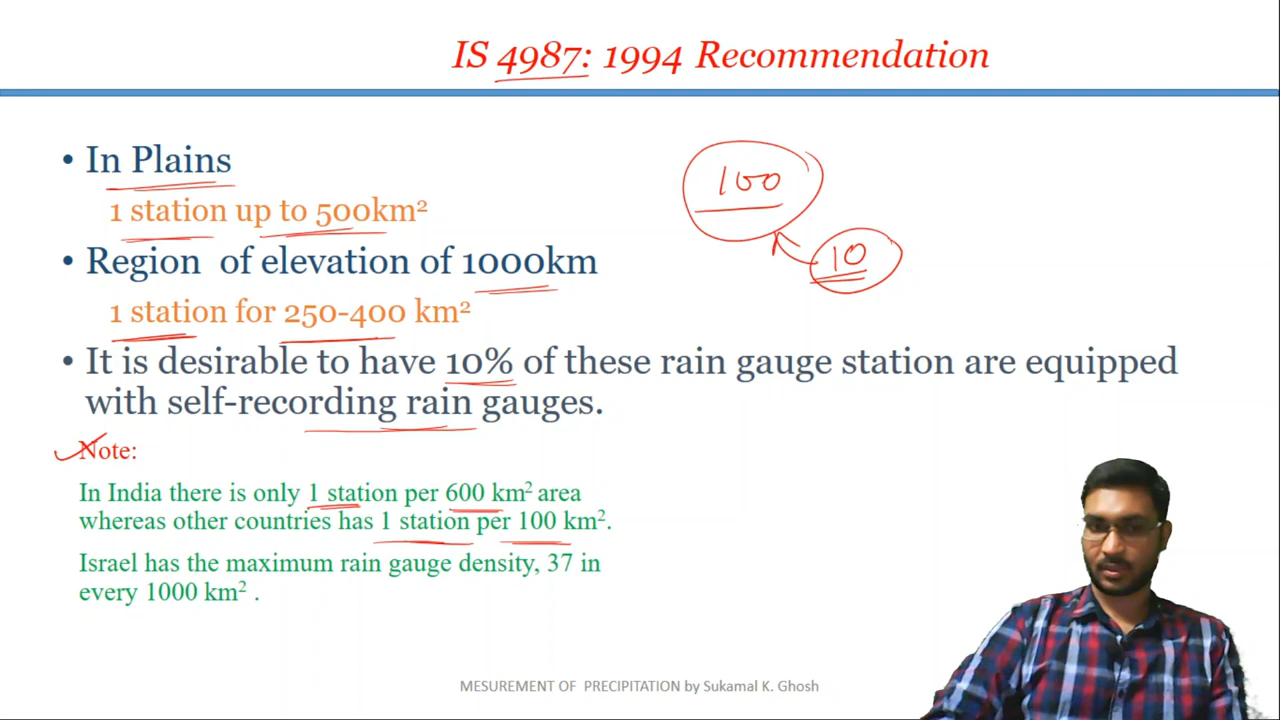 IS 4987: 1994 Recommendation
• In Plains
1 station up to 500km²
• Region of elevation of 1000km
1 station for 250-400 km²
• It is desirable to have 10% of these rain gauge station are equipped
with self-recording rain gauges.
Note:
In India there is only 1 station per 600 km² area
whereas other countries has 1 station per 100 km².
Israel has the maximum rain gauge density, 37 in
every 1000 km² .
100
10
MESUREMENT OF PRECIPITATION by Sukamal K. Ghosh